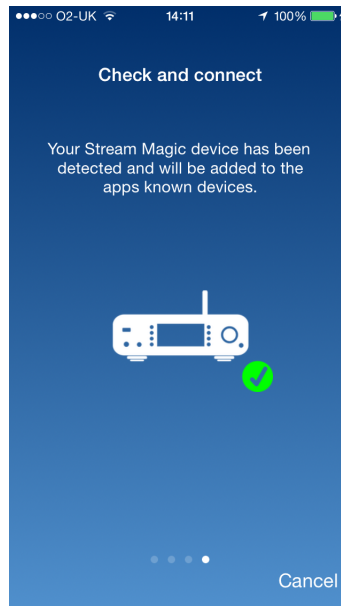 O2-UK 14:11 100%
Check and connect
Your Stream Magic device has been
detected and will be added to the
apps known devices.
Cancel